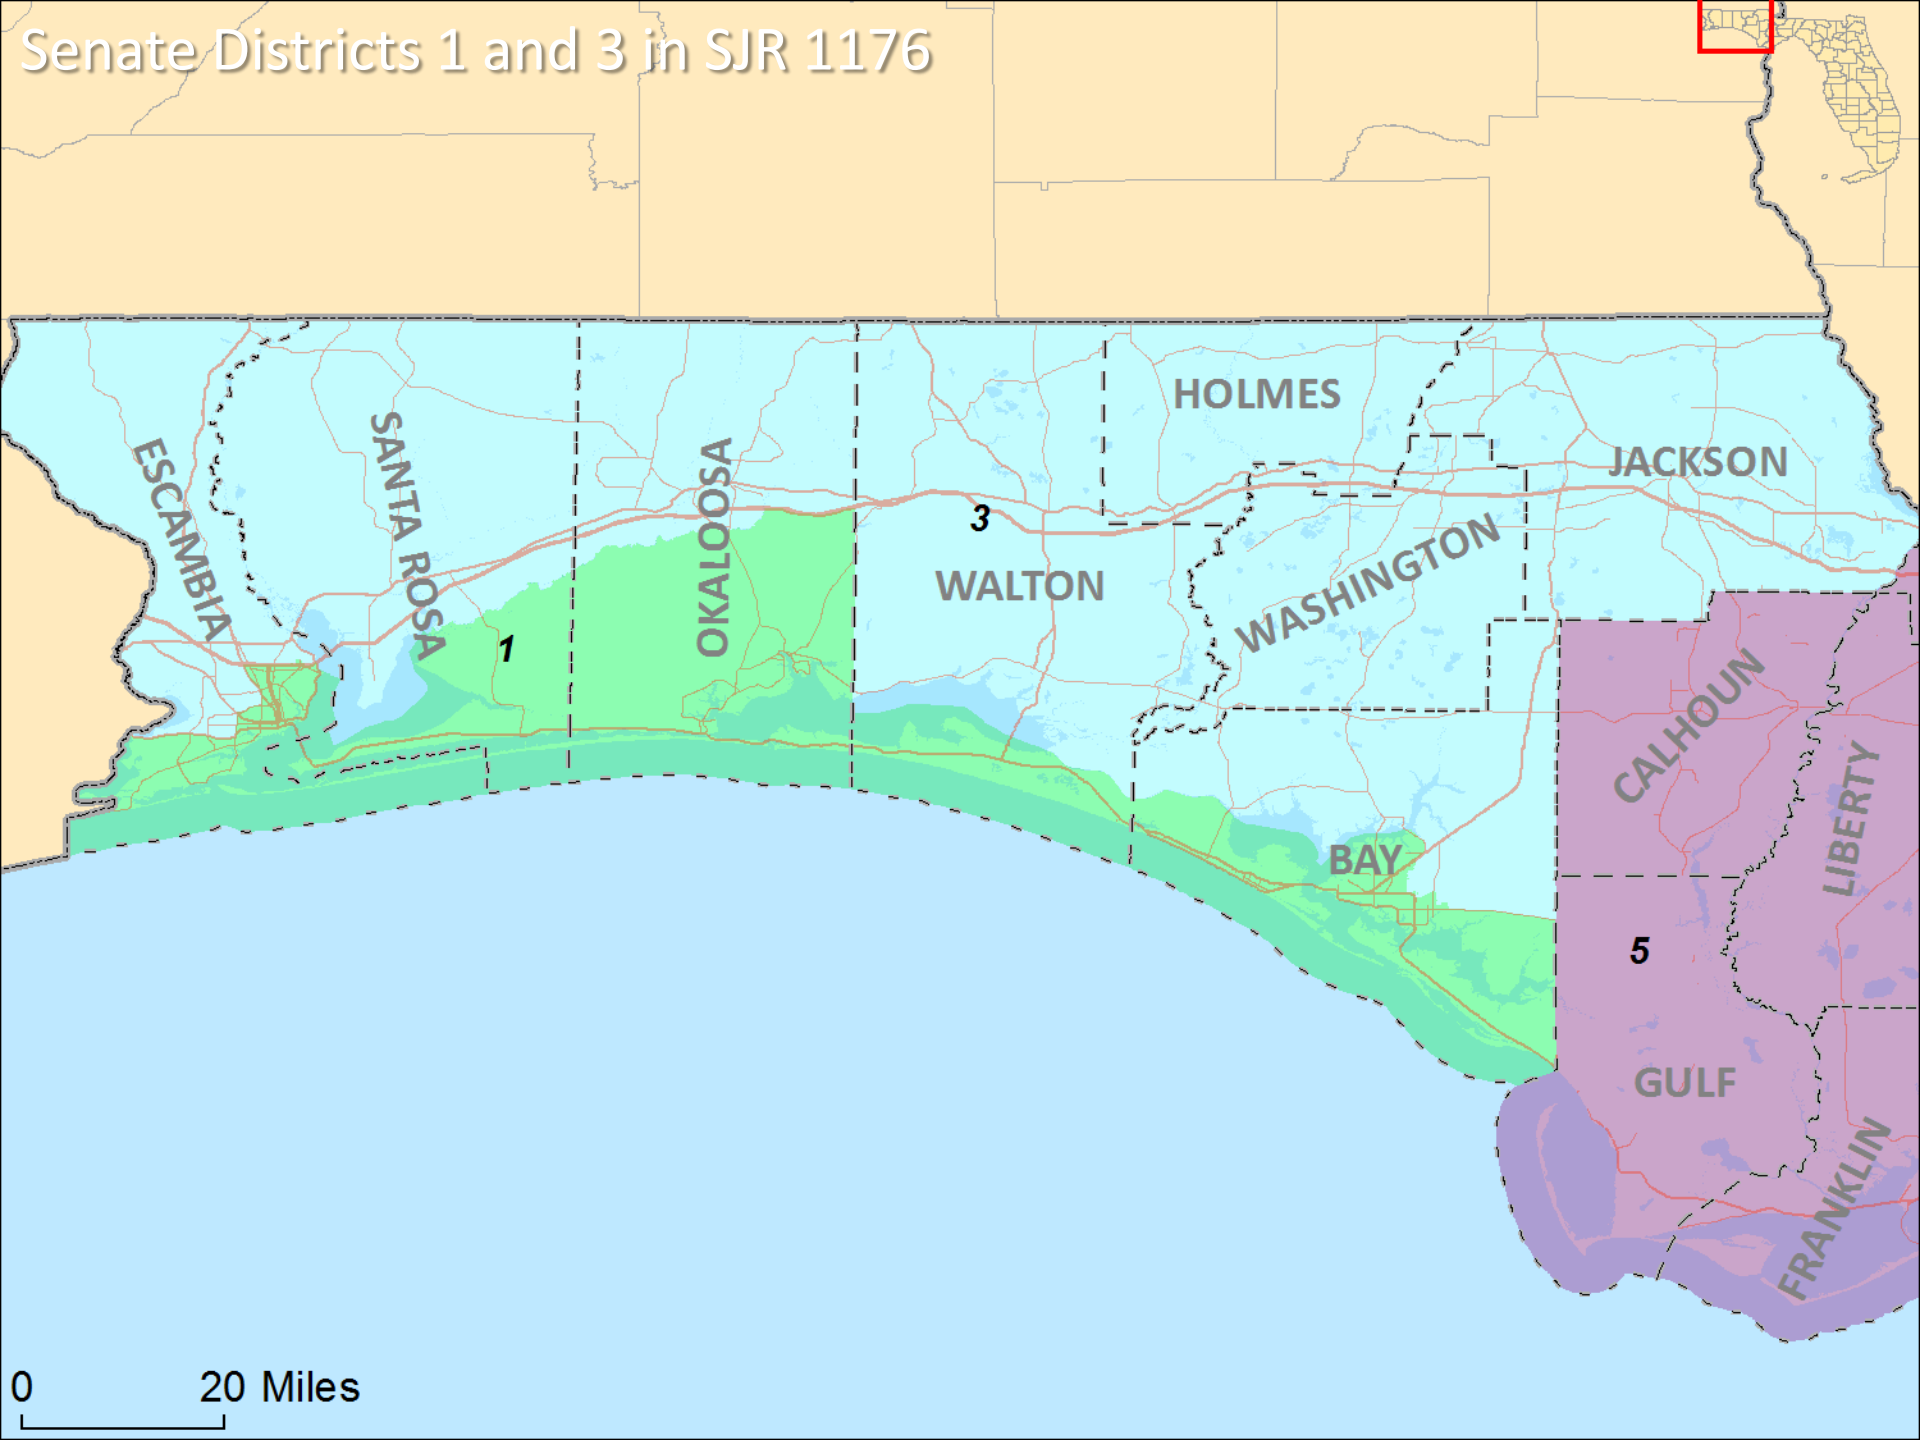 Senate Districts 1 and 3 in SJR 1176
HOLMES
JACKSON
ESCAMBIA
SANTA ROSA
OKALOOSA
3
WALTON
WASHINGTON
1
CALHOUN
LIBERTY
BAY
5
GULF
FRANKLIN
0 20 Miles